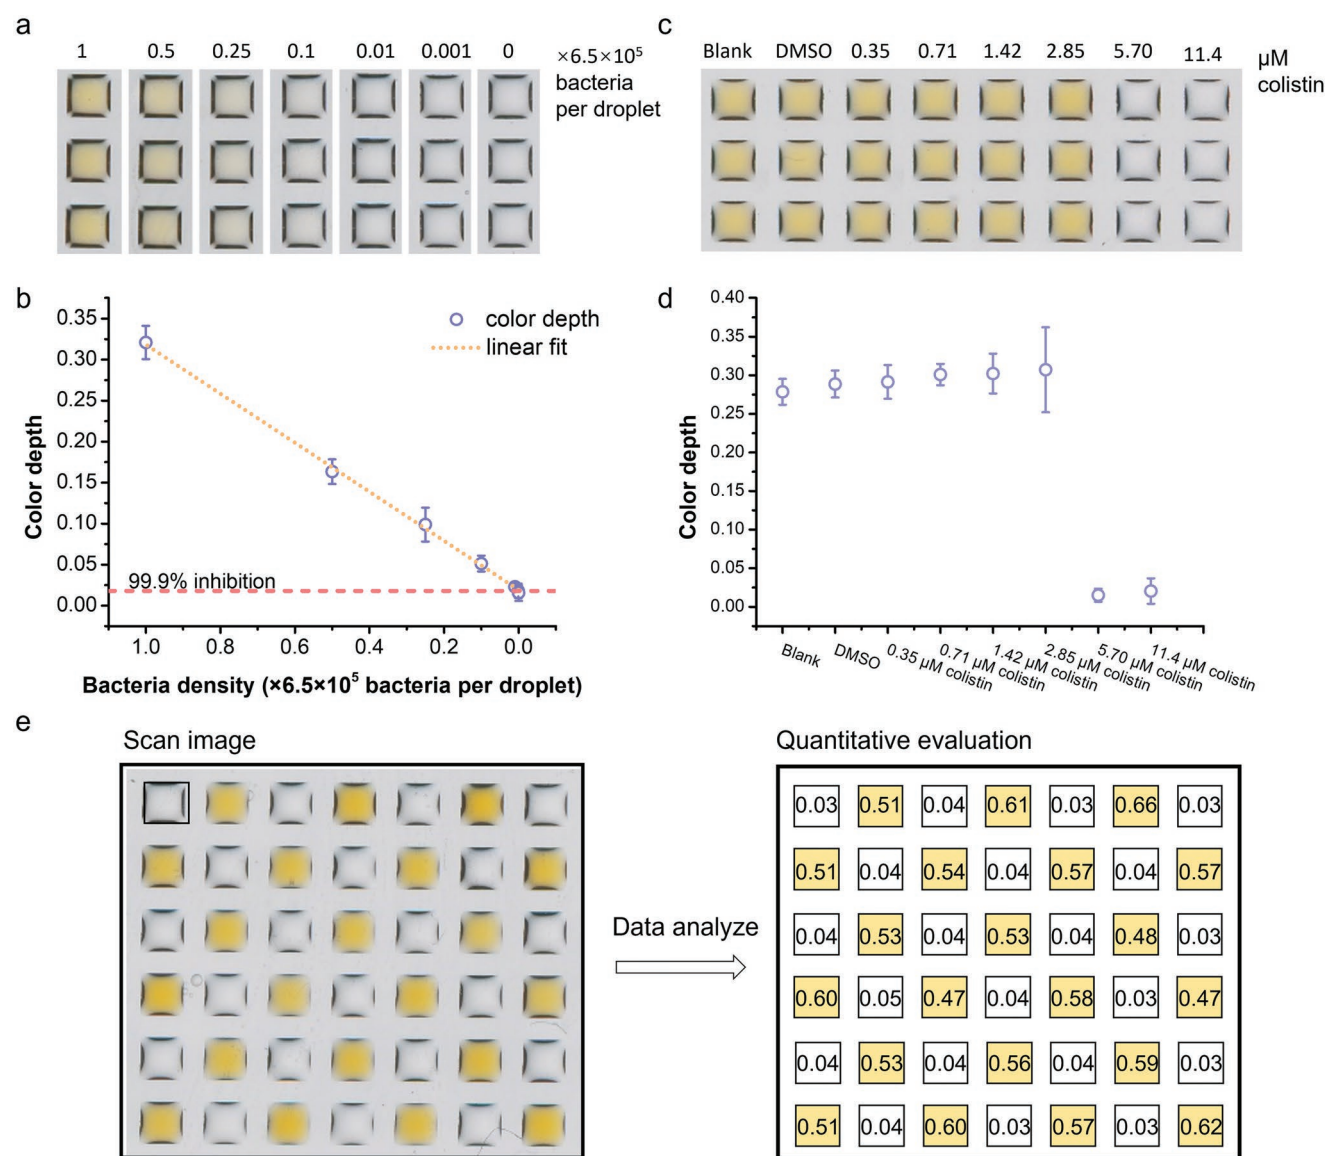 a
1 0.5 0.25 0.1 0.01 0.001 0 ×6.5×10⁵
bacteria
per droplet
c
Blank DMSO 0.35 0.71 1.42 2.85 5.70 11.4 µM
colistin
b
0.35
0.30
0.25
0.20
0.15
0.10
0.05
0.00
Color depth
color depth
linear fit
99.9% inhibition
1.0 0.8 0.6 0.4 0.2 0.0
Bacteria density (×6.5×10⁵ bacteria per droplet)
d
0.40
0.35
0.30
0.25
0.20
0.15
0.10
0.05
0.00
Color depth
Blank
DMSO
0.35 µM colistin
0.71 µM colistin
1.42 µM colistin
2.85 µM colistin
5.70 µM colistin
11.4 µM colistin
e
Scan image
Data analyze
Quantitative evaluation
0.03 0.51 0.04 0.61 0.03 0.66 0.03
0.51 0.04 0.54 0.04 0.57 0.04 0.57
0.04 0.53 0.04 0.53 0.04 0.48 0.03
0.60 0.05 0.47 0.04 0.58 0.03 0.47
0.04 0.53 0.04 0.56 0.04 0.59 0.03
0.51 0.04 0.60 0.03 0.57 0.03 0.62